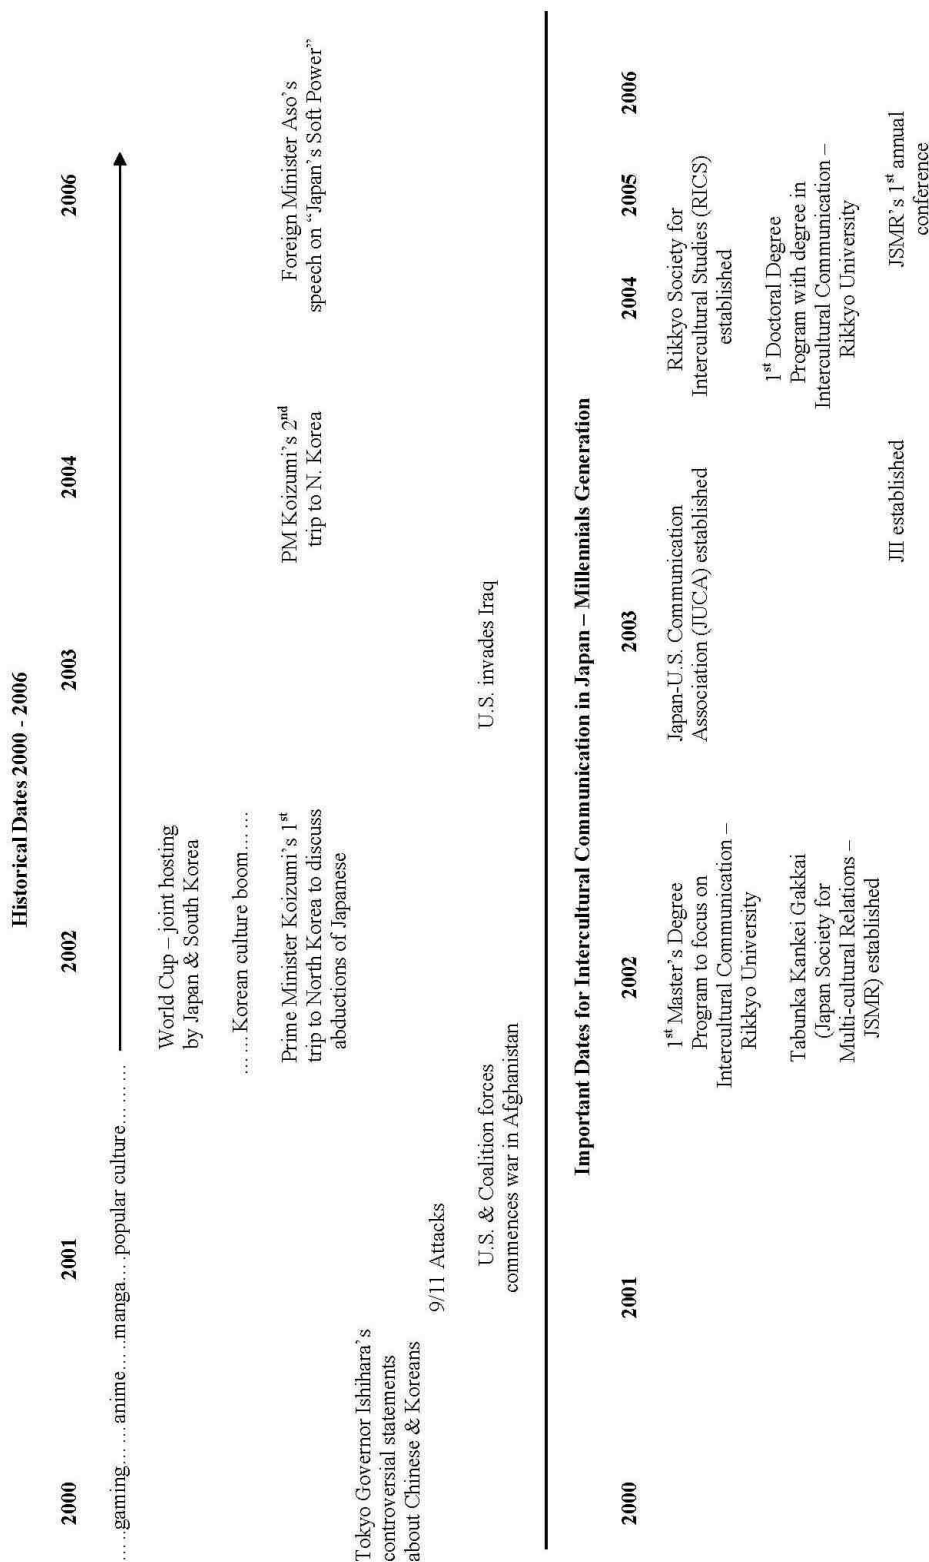 Historical Dates 2000 - 2006
2000 2001 2002 2003 2004 2006
…..gaming……. anime…..manga….popular culture………
World Cup – joint hosting
by Japan & South Korea
……Korean culture boom……
Prime Minister Koizumi's 1st
trip to North Korea to discuss
abductions of Japanese
PM Koizumi's 2nd
trip to N. Korea
Foreign Minister Aso's
speech on "Japan's Soft Power"
Tokyo Governor Ishihara's
controversial statements
about Chinese & Koreans
9/11 Attacks
U.S. & Coalition forces
commences war in Afghanistan
U.S. invades Iraq
Important Dates for Intercultural Communication in Japan – Millennials Generation
2000 2001 2002 2003 2004 2005 2006
1st Master's Degree
Program to focus on
Intercultural Communication –
Rikkyo University
Japan-U.S. Communication
Association (JUCA) established
Rikkyo Society for
Intercultural Studies (RICS)
established
1st Doctoral Degree
Program with degree in
Intercultural Communication –
Rikkyo University
Tabunka Kankei Gakkai
(Japan Society for
Multi-cultural Relations –
JSMR) established
JII established
JSMR's 1st annual
conference